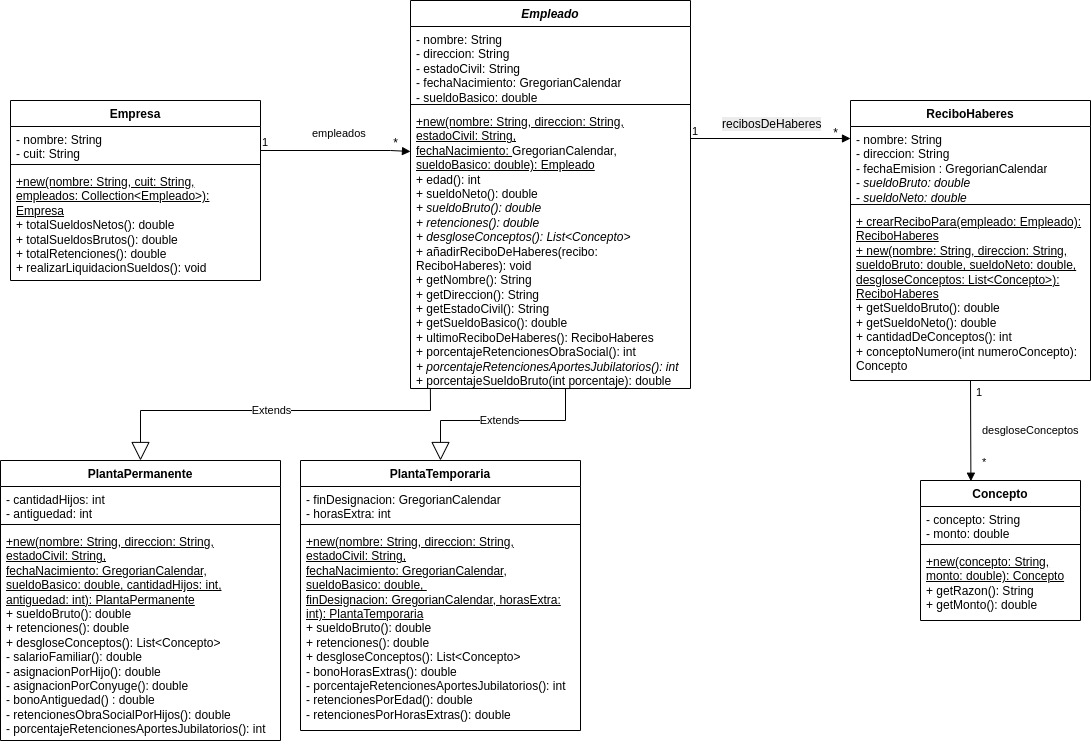 Empleado
- nombre: String
- direccion: String
- estadoCivil: String
- fechaNacimiento: GregorianCalendar
- sueldoBasico: double
+new(nombre: String, direccion: String,
estadoCivil: String,
fechaNacimiento: GregorianCalendar,
sueldoBasico: double): Empleado
+ edad(): int
+ sueldoNeto(): double
+ sueldoBruto(): double
+ retenciones(): double
+ desgloseConceptos(): List<Concepto>
+ añadirReciboDeHaberes(recibo:
ReciboHaberes): void
+ getNombre(): String
+ getDireccion(): String
+ getEstadoCivil(): String
+ getSueldoBasico(): double
+ ultimoReciboDeHaberes(): ReciboHaberes
+ porcentajeRetencionesObraSocial(): int
+ porcentajeRetencionesAportesJubilatorios(): int
+ porcentajeSueldoBruto(int porcentaje): double
Empresa
- nombre: String
- cuit: String
+new(nombre: String, cuit: String,
empleados: Collection<Empleado>):
Empresa
+ totalSueldosNetos(): double
+ totalSueldosBrutos(): double
+ totalRetenciones(): double
+ realizarLiquidacionSueldos(): void
1
empleados
*
1
recibosDeHaberes
*
ReciboHaberes
- nombre: String
- direccion: String
- fechaEmision : GregorianCalendar
- sueldoBruto: double
- sueldoNeto: double
+ crearReciboPara(empleado: Empleado):
ReciboHaberes
+ new(nombre: String, direccion: String,
sueldoBruto: double, sueldoNeto: double,
desgloseConceptos: List<Concepto>):
ReciboHaberes
+ getSueldoBruto(): double
+ getSueldoNeto(): double
+ cantidadDeConceptos(): int
+ conceptoNumero(int numeroConcepto):
Concepto
1
desgloseConceptos
*
Extends
Extends
PlantaPermanente
- cantidadHijos: int
- antiguedad: int
+new(nombre: String, direccion: String,
estadoCivil: String,
fechaNacimiento: GregorianCalendar,
sueldoBasico: double, cantidadHijos: int,
antiguedad: int): PlantaPermanente
+ sueldoBruto(): double
+ retenciones(): double
+ desgloseConceptos(): List<Concepto>
- salarioFamiliar(): double
- asignacionPorHijo(): double
- asignacionPorConyuge(): double
- bonoAntiguedad() : double
- retencionesObraSocialPorHijos(): double
- porcentajeRetencionesAportesJubilatorios(): int
PlantaTemporaria
- finDesignacion: GregorianCalendar
- horasExtra: int
+new(nombre: String, direccion: String,
estadoCivil: String,
fechaNacimiento: GregorianCalendar,
sueldoBasico: double,
finDesignacion: GregorianCalendar, horasExtra:
int): PlantaTemporaria
+ sueldoBruto(): double
+ retenciones(): double
+ desgloseConceptos(): List<Concepto>
- bonoHorasExtras(): double
- porcentajeRetencionesAportesJubilatorios(): int
- retencionesPorEdad(): double
- retencionesPorHorasExtras(): double
Concepto
- concepto: String
- monto: double
+new(concepto: String,
monto: double): Concepto
+ getRazon(): String
+ getMonto(): double